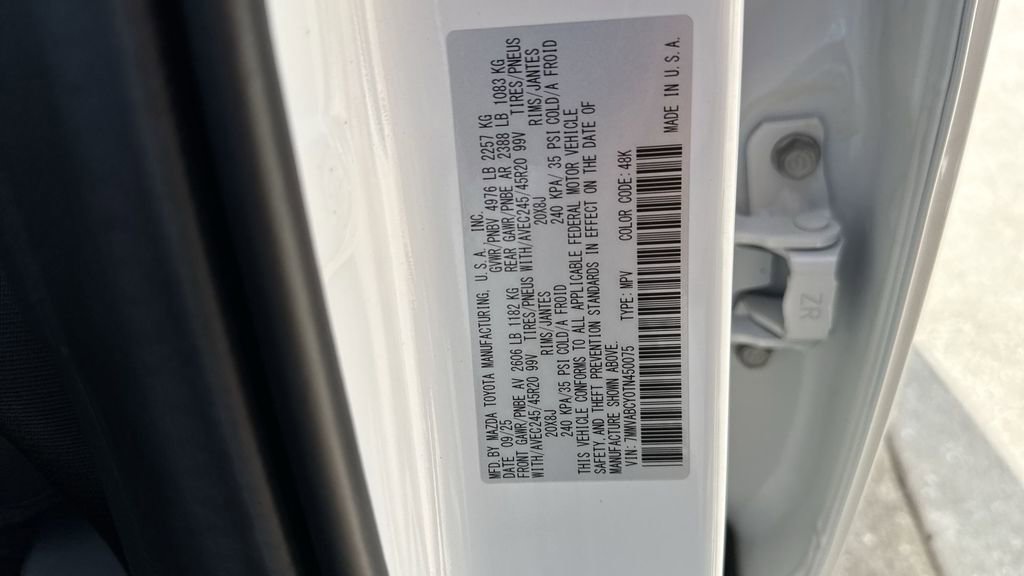 MFD.BY MAZDA TOYOTA MANUFACTURING, U.S.A., INC.
DATE 09/25 GVWR/PNBV 4976 LB 2257 KG
FRONT GAWR/PNBE AV 2606 LB 1182 KG REAR GAWR/PNBE AR 2388 LB 1083 KG
WITH/AVEC245/45R20 99V TIRES/PNEUS WITH/AVEC245/45R20 99V TIRES/PNEUS
20X8J RIMS/JANTES 20X8J RIMS/JANTES
240 KPA/35 PSI COLD/A FROID 240 KPA/ 35 PSI COLD/A FROID
THIS VEHICLE CONFORMS TO ALL APPLICABLE FEDERAL MOTOR VEHICLE
SAFETY, AND THEFT PREVENTION STANDARDS IN EFFECT ON THE DATE OF
MANUFACTURE SHOWN ABOVE.
VIN: 7MMVABCY0TN450075 TYPE: MPV COLOR CODE: 48K
MADE IN U.S.A.
ZR